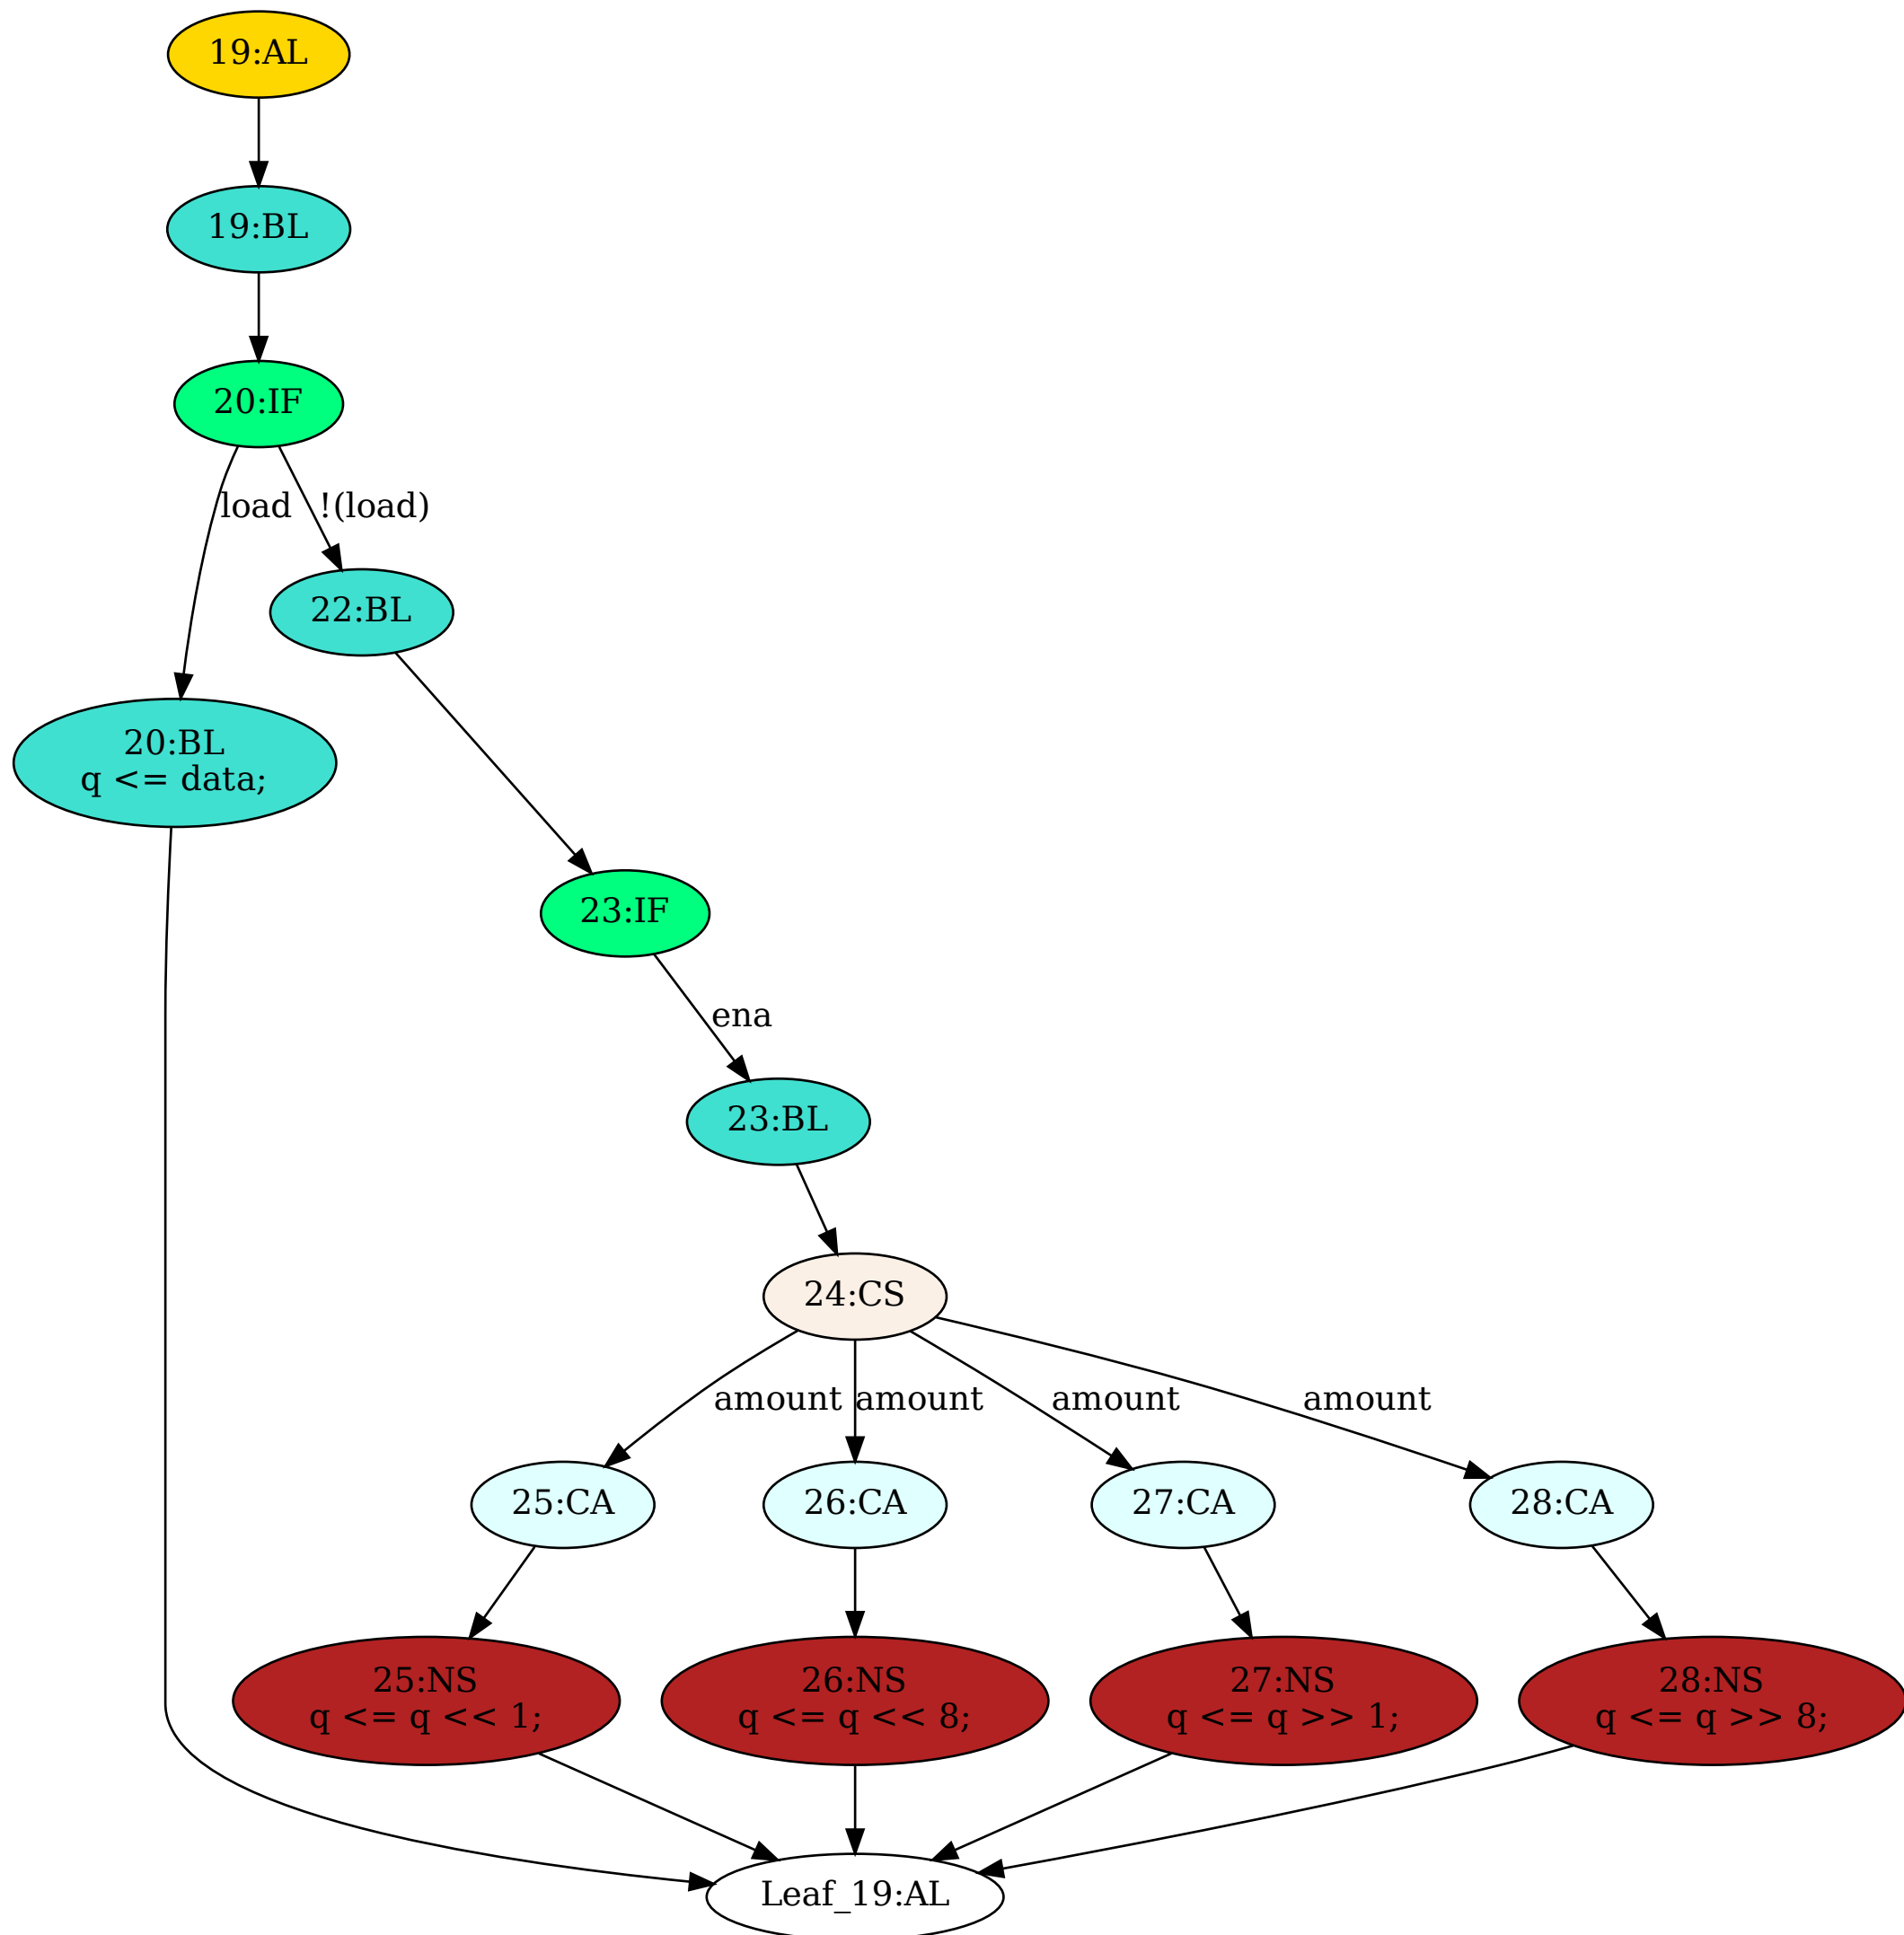 19:AL
19:BL
20:IF
load
!(load)
22:BL
20:BL
q <= data;
23:IF
ena
23:BL
24:CS
amount
amount
amount
amount
25:CA
26:CA
27:CA
28:CA
25:NS
q <= q << 1;
26:NS
q <= q << 8;
27:NS
q <= q >> 1;
28:NS
q <= q >> 8;
Leaf_19:AL